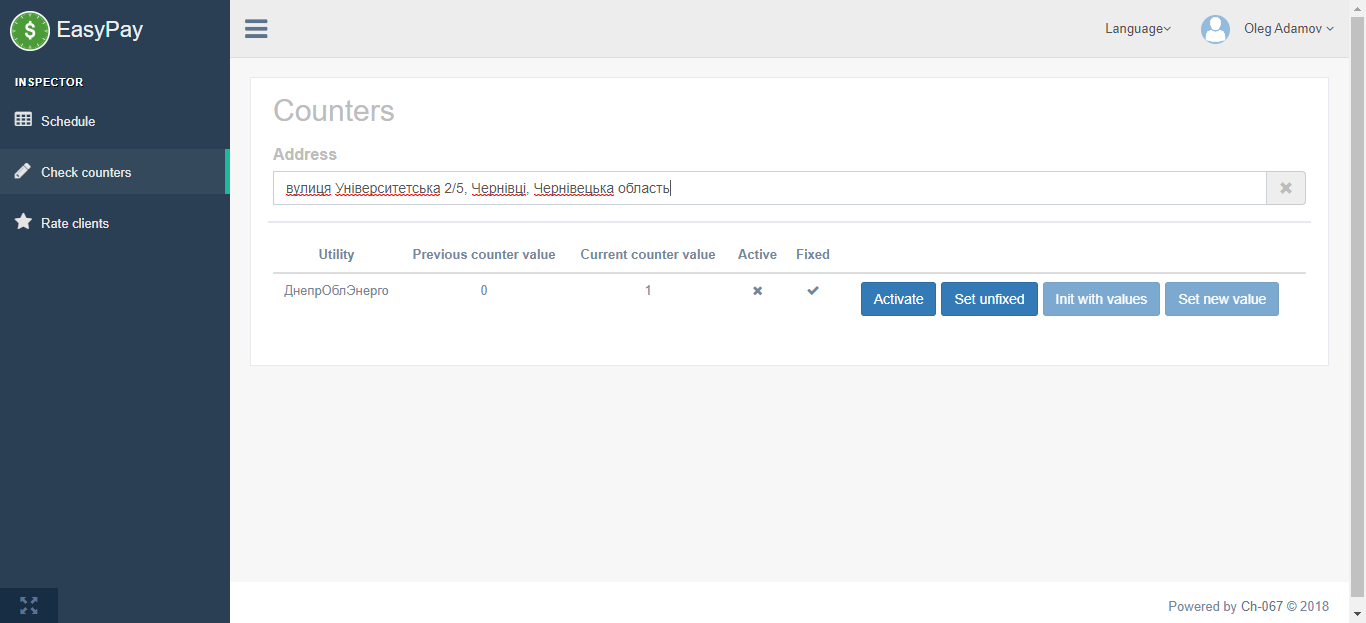 $ EasyPay
Language
Oleg Adamov
INSPECTOR
Schedule
Check counters
Rate clients
Counters
Address
вулиця Університетська 2/5, Чернівці, Чернівецька область
Utility Previous counter value Current counter value Active Fixed
ДнепрОблЭнерго 0 1 Activate Set unfixed Init with values Set new value
Powered by Ch-067 © 2018